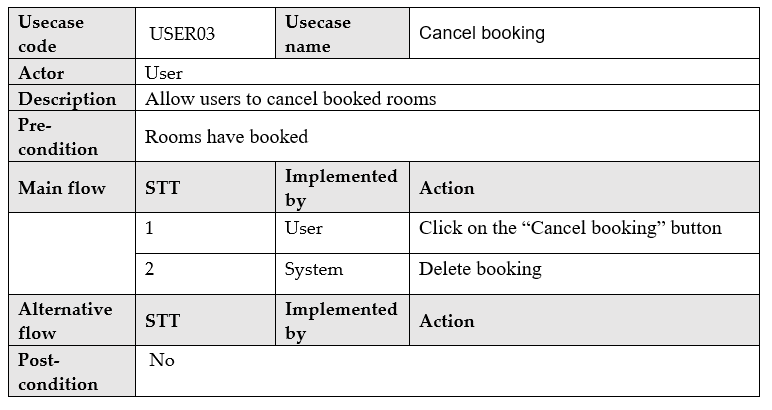 Usecase code USER03 Usecase name Cancel booking
Actor User
Description Allow users to cancel booked rooms
Pre-condition Rooms have booked
Main flow STT Implemented by Action
1 User Click on the “Cancel booking” button
2 System Delete booking
Alternative flow STT Implemented by Action
Post-condition No